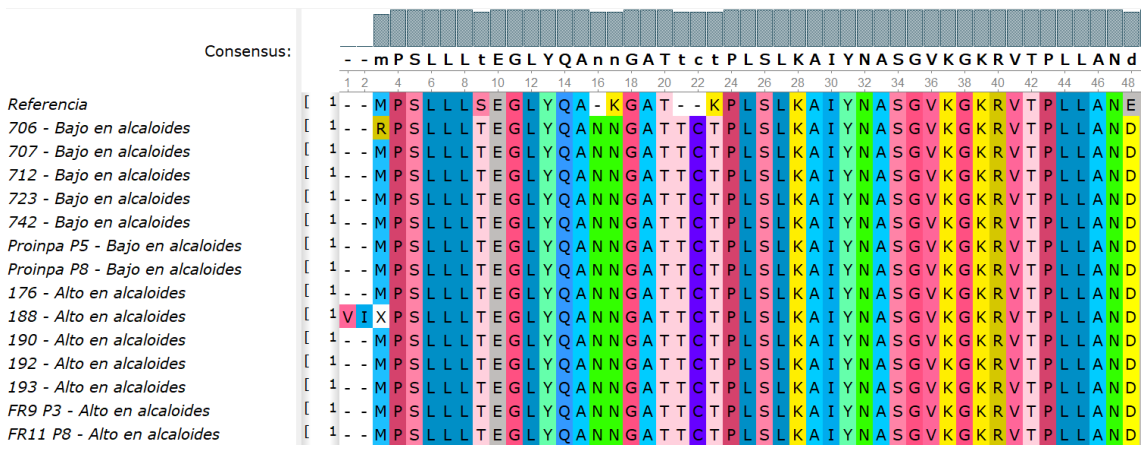 Consensus: - - m P S L L L t E G L Y Q A n n G A T t c t P L S L K A I Y N A S G V K G K R V T P L L A N d
1 2 4 6 8 10 12 14 16 18 20 22 24 26 28 30 32 34 36 38 40 42 44 46 48
Referencia [ 1 - - M P S L L L S E G L Y Q A - K G A T - - K P L S L K A I Y N A S G V K G K R V T P L L A N E
706 - Bajo en alcaloides [ 1 - - R P S L L L T E G L Y Q A N N G A T T C T P L S L K A I Y N A S G V K G K R V T P L L A N D
707 - Bajo en alcaloides [ 1 - - M P S L L L T E G L Y Q A N N G A T T C T P L S L K A I Y N A S G V K G K R V T P L L A N D
712 - Bajo en alcaloides [ 1 - - M P S L L L T E G L Y Q A N N G A T T C T P L S L K A I Y N A S G V K G K R V T P L L A N D
723 - Bajo en alcaloides [ 1 - - M P S L L L T E G L Y Q A N N G A T T C T P L S L K A I Y N A S G V K G K R V T P L L A N D
742 - Bajo en alcaloides [ 1 - - M P S L L L T E G L Y Q A N N G A T T C T P L S L K A I Y N A S G V K G K R V T P L L A N D
Proinpa P5 - Bajo en alcaloides [ 1 - - M P S L L L T E G L Y Q A N N G A T T C T P L S L K A I Y N A S G V K G K R V T P L L A N D
Proinpa P8 - Bajo en alcaloides [ 1 - - M P S L L L T E G L Y Q A N N G A T T C T P L S L K A I Y N A S G V K G K R V T P L L A N D
176 - Alto en alcaloides [ 1 - - M P S L L L T E G L Y Q A N N G A T T C T P L S L K A I Y N A S G V K G K R V T P L L A N D
188 - Alto en alcaloides [ 1 V I X P S L L L T E G L Y Q A N N G A T T C T P L S L K A I Y N A S G V K G K R V T P L L A N D
190 - Alto en alcaloides [ 1 - - M P S L L L T E G L Y Q A N N G A T T C T P L S L K A I Y N A S G V K G K R V T P L L A N D
192 - Alto en alcaloides [ 1 - - M P S L L L T E G L Y Q A N N G A T T C T P L S L K A I Y N A S G V K G K R V T P L L A N D
193 - Alto en alcaloides [ 1 - - M P S L L L T E G L Y Q A N N G A T T C T P L S L K A I Y N A S G V K G K R V T P L L A N D
FR9 P3 - Alto en alcaloides [ 1 - - M P S L L L T E G L Y Q A N N G A T T C T P L S L K A I Y N A S G V K G K R V T P L L A N D
FR11 P8 - Alto en alcaloides [ 1 - - M P S L L L T E G L Y Q A N N G A T T C T P L S L K A I Y N A S G V K G K R V T P L L A N D